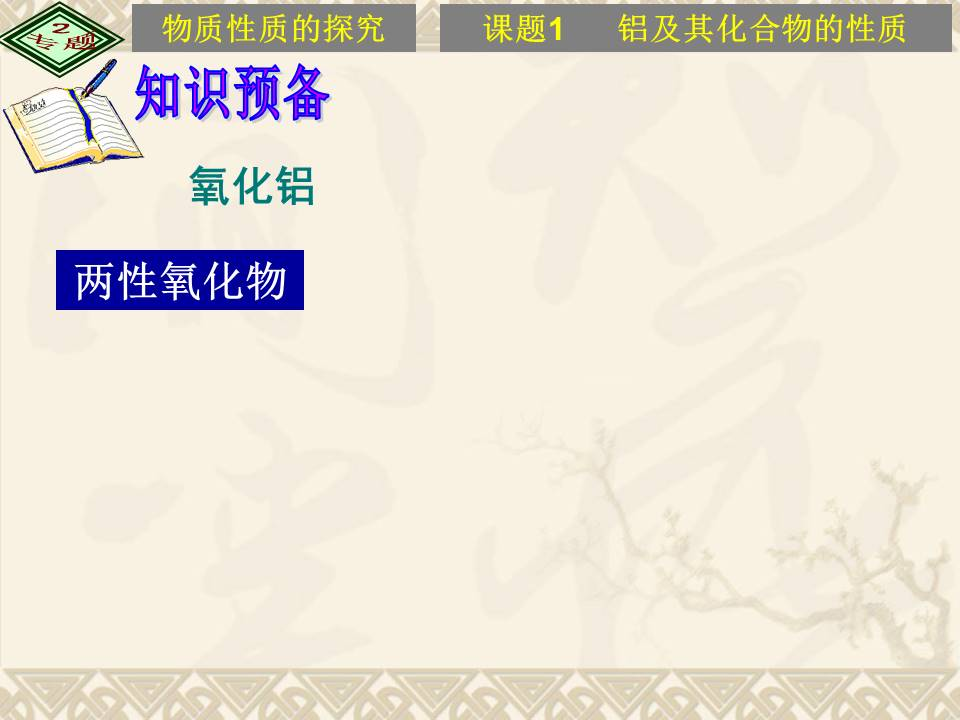 2
专题
物质性质的探究
课题1 铝及其化合物的性质
知识预备
氧化铝
两性氧化物